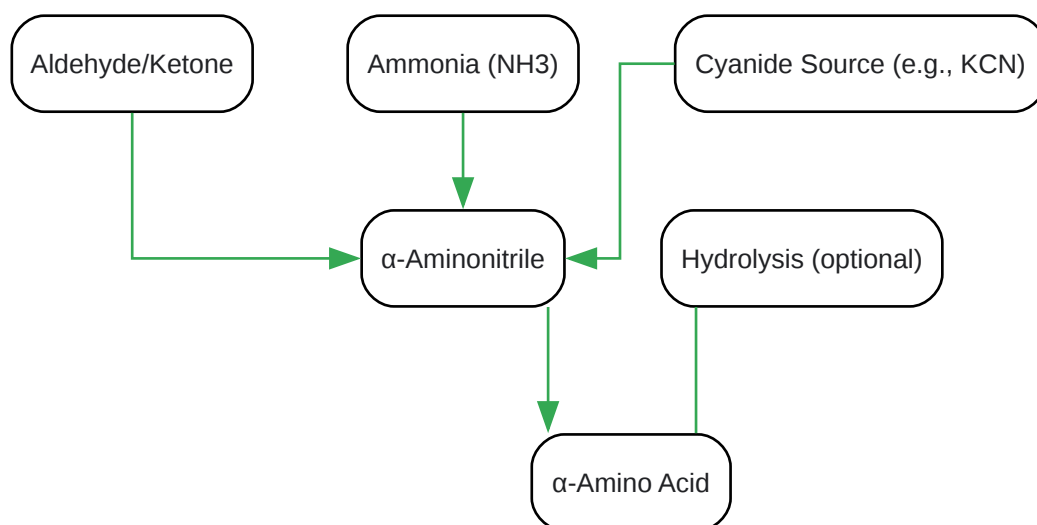 Aldehyde/Ketone
Ammonia (NH3)
Cyanide Source (e.g., KCN)
α-Aminonitrile
Hydrolysis (optional)
α-Amino Acid